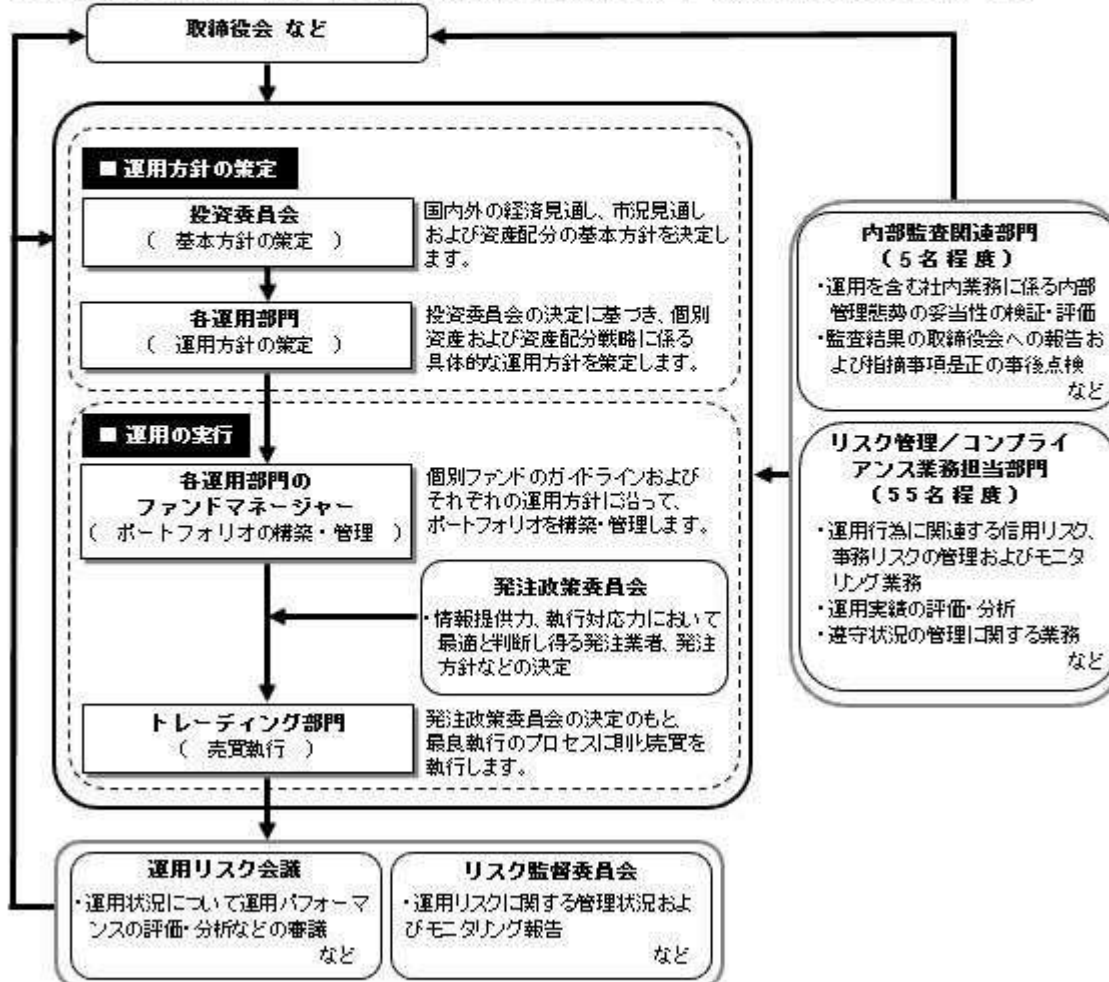 取締役会 など
■ 運用方針の策定
投資委員会
（ 基本方針の策定 ）
国内外の経済見通し、市況見通し
および資産配分の基本方針を決定し
ます。
各運用部門
（ 運用方針の策定 ）
投資委員会の決定に基づき、個別
資産および資産配分戦略に係る
具体的な運用方針を策定します。
■ 運用の実行
各運用部門の
ファンドマネージャー
（ ポートフォリオの構築・管理 ）
個別ファンドのガイドラインおよび
それぞれの運用方針に沿って、
ポートフォリオを構築・管理します。
発注政策委員会
・情報提供力、執行対応力において
最適と判断し得る発注業者、発注
方針などの決定
トレーディング部門
（ 売買執行 ）
発注政策委員会の決定のもと
最良執行のプロセスに則り売買を
執行します。
運用リスク会議
・運用状況について運用パフォーマ
ンスの評価・分析などの審議
など
リスク監督委員会
・運用リスクに関する管理状況およ
びモニタリング報告
など
内部監査関連部門
（5名程度）
・運用を含む社内業務に係る内部
管理態勢の妥当性の検証・評価
・監査結果の取締役会への報告お
よび指摘事項是正の事後点検
など
リスク管理／コンプライ
アンス業務担当部門
（55名程度）
・運用行為に関連する信用リスク、
事務リスクの管理およびモニタ
リング業務
・運用実績の評価・分析
・遵守状況の管理に関する業務
など